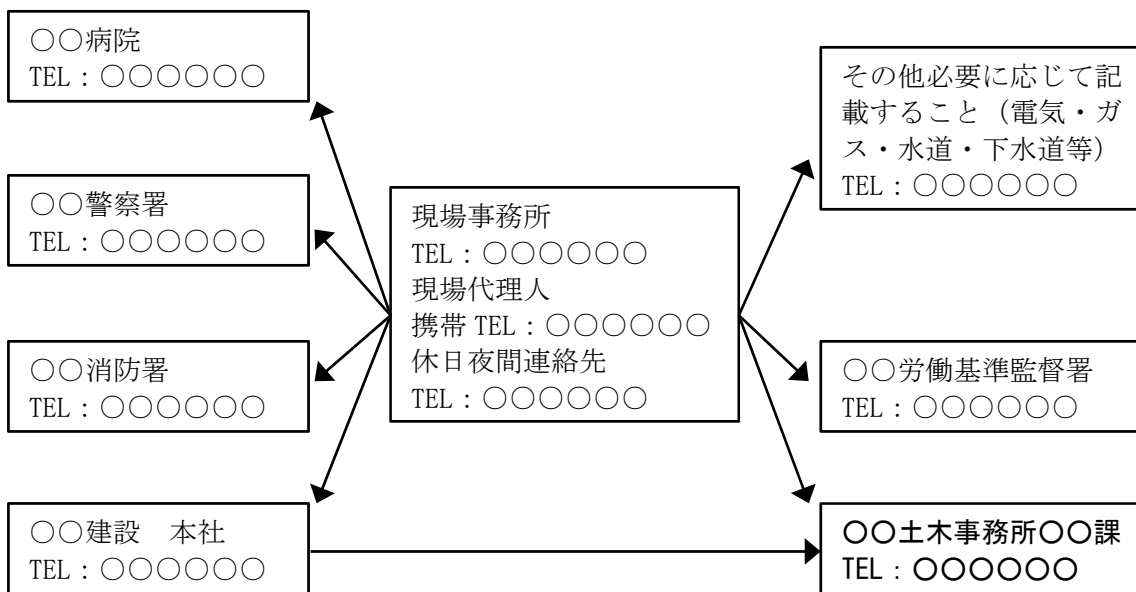 ○○病院
TEL：○○○○○○
○○警察署
TEL：○○○○○○
○○消防署
TEL：○○○○○○
○○建設　本社
TEL：○○○○○○
現場事務所
TEL：○○○○○○
現場代理人
携帯 TEL：○○○○○○
休日夜間連絡先
TEL：○○○○○○
その他必要に応じて記
載すること（電気・ガ
ス・水道・下水道等）
TEL：○○○○○○
○○労働基準監督署
TEL：○○○○○○
○○土木事務所○○課
TEL：○○○○○○